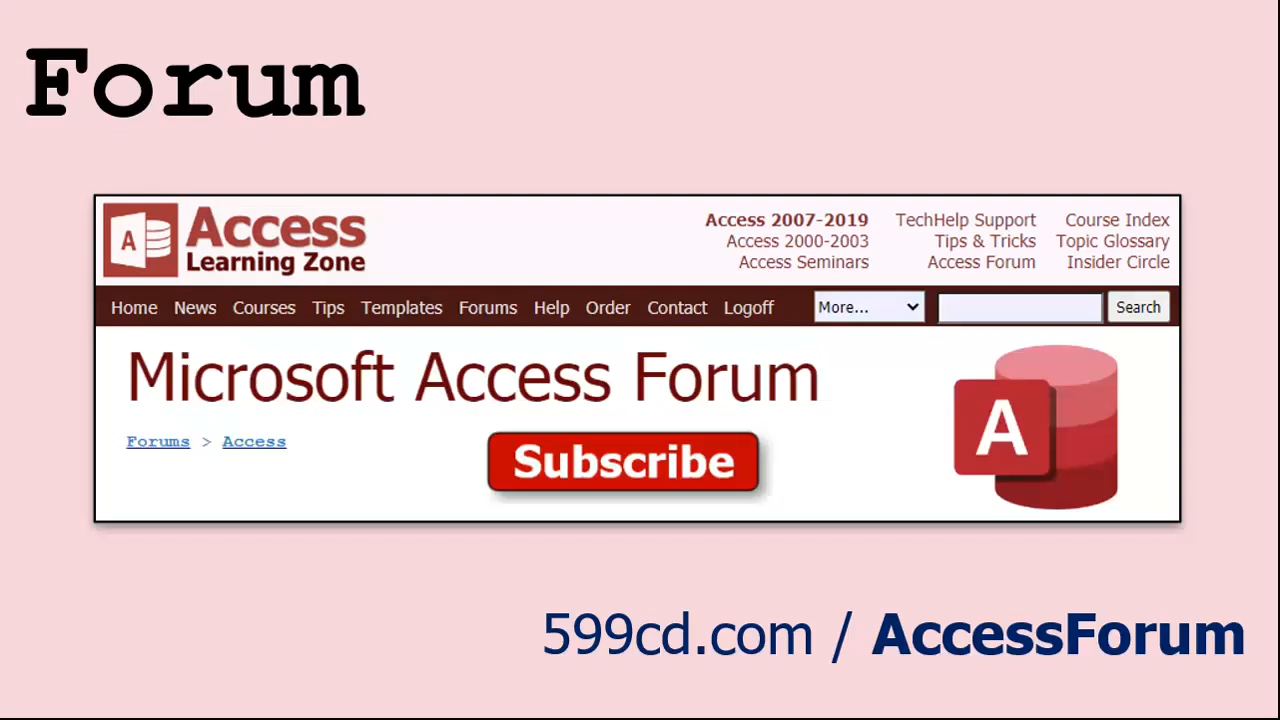 Forum
A
Access
Learning Zone
Access 2007-2019 TechHelp Support Course Index
Access 2000-2003 Tips & Tricks Topic Glossary
Access Seminars Access Forum Insider Circle
Home News Courses Tips Templates Forums Help Order Contact Logoff More... Search
Microsoft Access Forum
Forums > Access
Subscribe
A
599cd.com / AccessForum